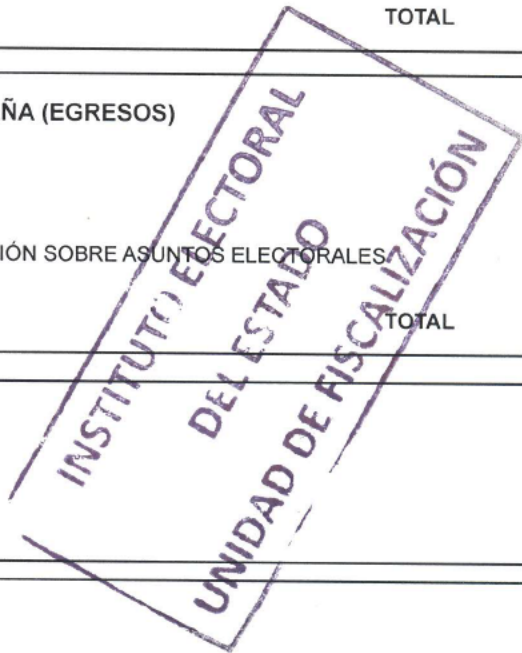 TOTAL
ÑA (EGRESOS)
IÓN SOBRE ASUNTOS ELECTORALES
TOTAL
INSTITUTO ELECTORAL
DEL ESTADO
UNIDAD DE FISCALIZACIÓN